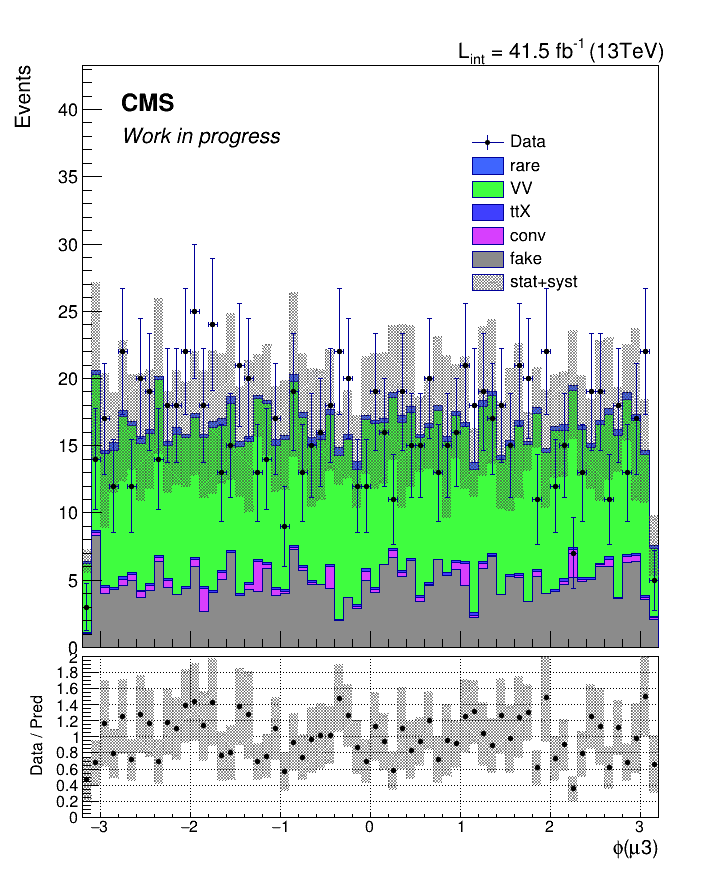 L_int = 41.5 fb^-1 (13TeV)
Events
CMS
Work in progress
Data
rare
VV
ttX
conv
fake
stat+syst
40
35
30
25
20
15
10
5
0
Data / Pred
2
1.8
1.6
1.4
1.2
1
0.8
0.6
0.4
0.2
0
−3 −2 −1 0 1 2 3
ϕ(μ3)